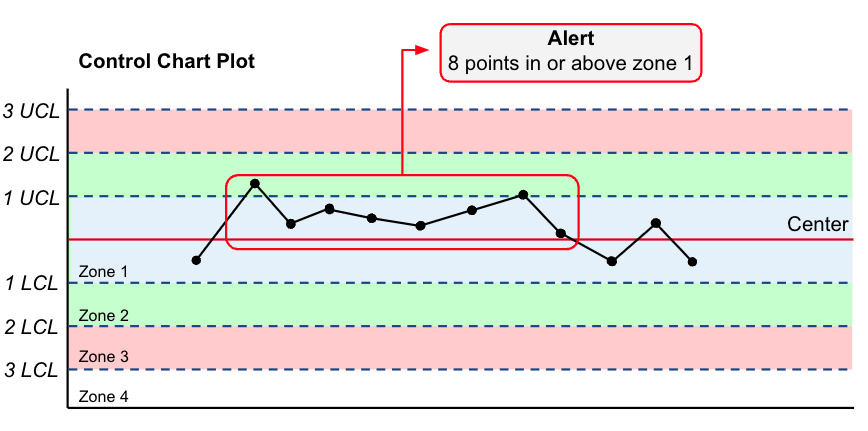 Alert
8 points in or above zone 1
Control Chart Plot
3 UCL
2 UCL
1 UCL
Center
Zone 1
1 LCL
Zone 2
2 LCL
Zone 3
3 LCL
Zone 4